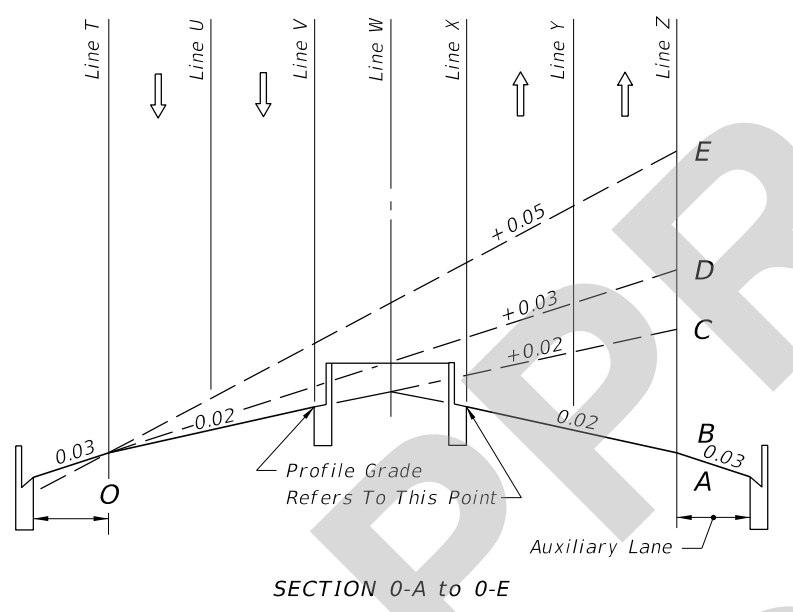 Line T
Line U
Line V
Line W
Line X
Line Y
Line Z
E
+0.05
D
+0.03
C
+0.02
-0.02
0.02
B
0.03
0.03
A
O
Profile Grade
Refers To This Point
Auxiliary Lane
SECTION 0-A to 0-E
PPR